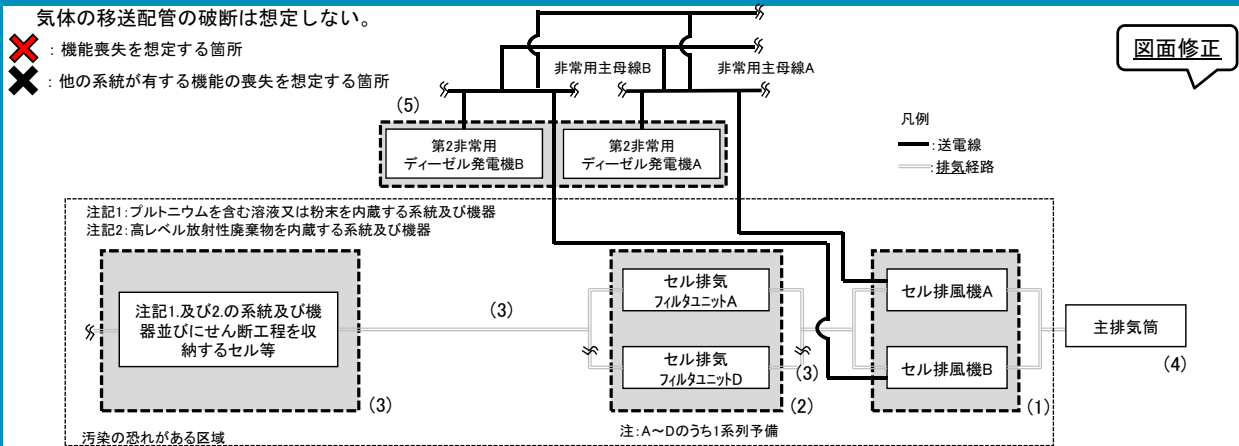 気体の移送配管の破断は想定しない。
：機能喪失を想定する箇所
：他の系統が有する機能の喪失を想定する箇所
図面修正
非常用主母線B
非常用主母線A
(5)
第2非常用
ディーゼル発電機B
第2非常用
ディーゼル発電機A
凡例
：送電線
：排気経路
注記1：プルトニウムを含む溶液又は粉末を内蔵する系統及び機器
注記2：高レベル放射性廃棄物を内蔵する系統及び機器
注記1.及び2.の系統及び機
器並びにせん断工程を収
納するセル等
(3)
(3)
セル排気
フィルタユニットA
セル排気
フィルタユニットD
(3)
(2)
セル排風機A
セル排風機B
(1)
主排気筒
(4)
汚染の恐れがある区域
注：A～Dのうち1系列予備